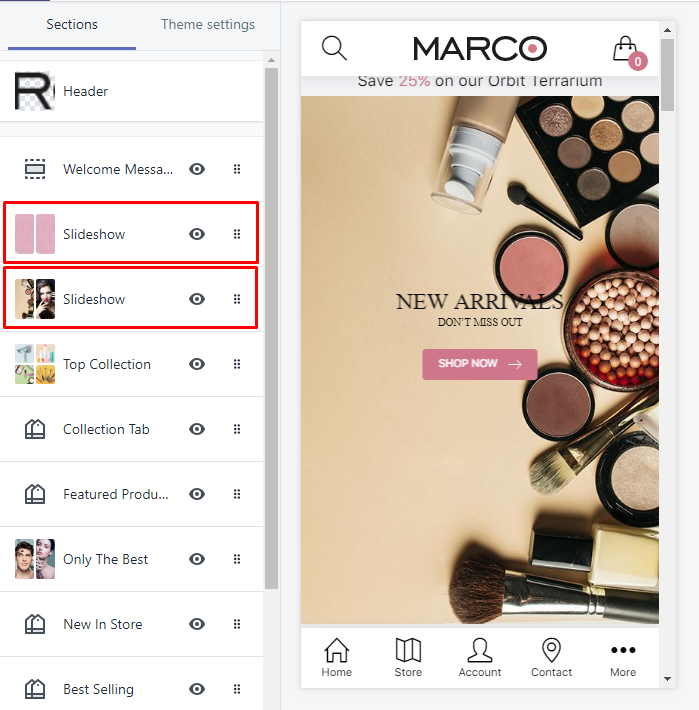 Sections
Theme settings
R
Header
Welcome Messa...
Slideshow
Slideshow
Top Collection
Collection Tab
Featured Produ...
Only The Best
New In Store
Best Selling
MARCO
0
Save 25% on our Orbit Terrarium
NEW ARRIVALS
DON'T MISS OUT
SHOP NOW
Home
Store
Account
Contact
More